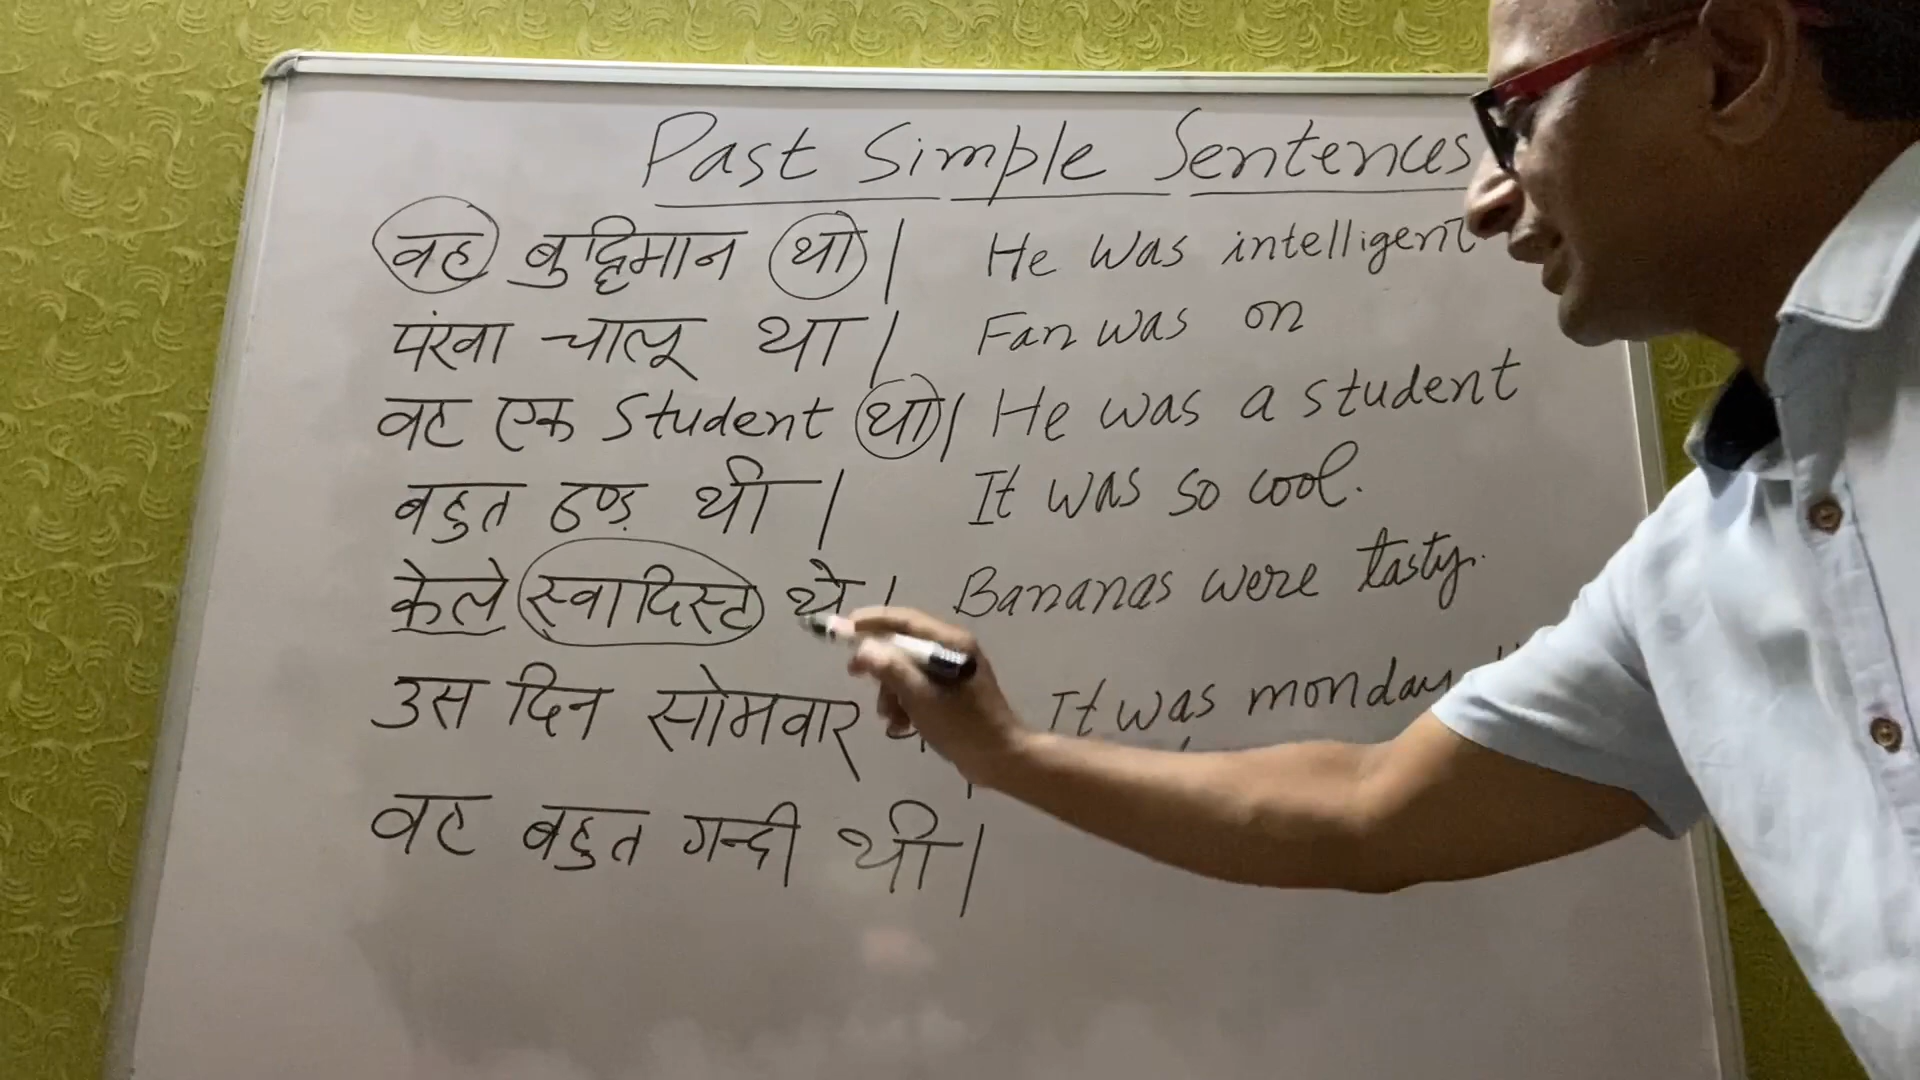 Past Simple Sentences
वह बुद्धिमान था। He was intelligent
पंखा चालू था। Fan was on
वह एक Student था। He was a student
बहुत ठण्ड़ थी। It was so cool.
केले स्वादिस्ट थे। Bananas were tasty.
उस दिन सोमवार It was monday
वह बहुत गन्दी थी।